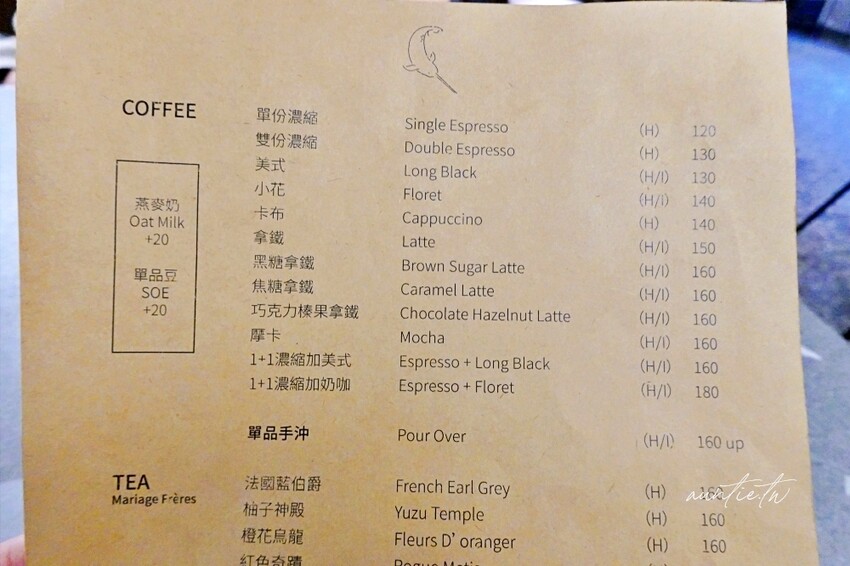 COFFEE
單份濃縮 Single Espresso (H) 120
雙份濃縮 Double Espresso (H) 130
美式 Long Black (H/I) 130
小花 Floret (H/I) 140
卡布 Cappuccino (H) 140
拿鐵 Latte (H/I) 150
黑糖拿鐵 Brown Sugar Latte (H/I) 160
焦糖拿鐵 Caramel Latte (H/I) 160
巧克力榛果拿鐵 Chocolate Hazelnut Latte (H/I) 160
摩卡 Mocha (H/I) 160
1+1濃縮加美式 Espresso + Long Black (H/I) 160
1+1濃縮加奶咖 Espresso + Floret (H/I) 180
燕麥奶
Oat Milk
+20
單品豆
SOE
+20
單品手沖 Pour Over (H/I) 160 up
TEA
Mariage Frères
法國藍伯爵 French Earl Grey (H) 160
柚子神殿 Yuzu Temple (H) 160
橙花烏龍 Fleurs D' oranger (H) 160
紅色奇蹟
auntie.tw